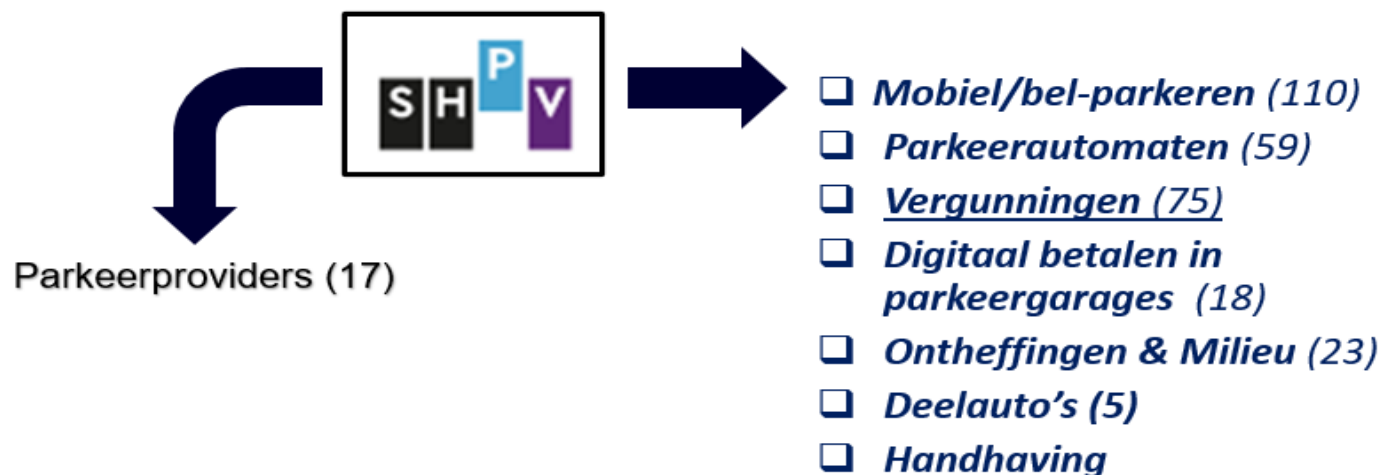 SHPV
Mobiel/bel-parkeren (110)
Parkeerautomaten (59)
Vergunningen (75)
Digitaal betalen in
parkeergarages (18)
Ontheffingen & Milieu (23)
Deelauto’s (5)
Handhaving
Parkeerproviders (17)